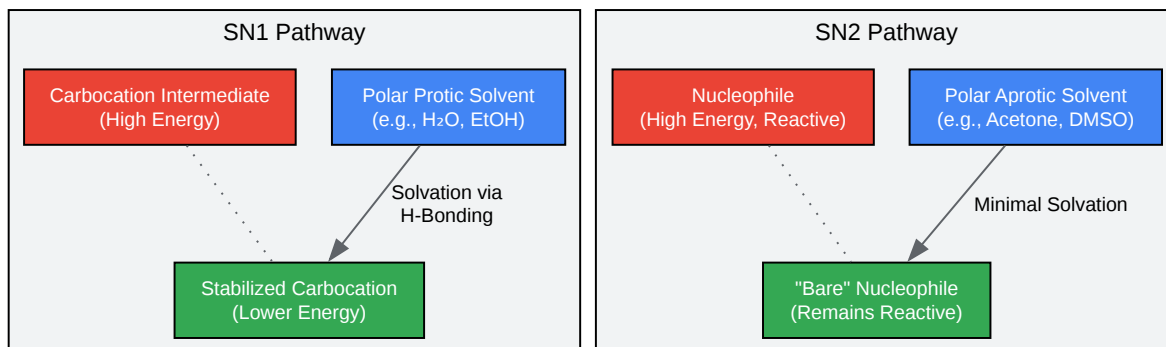 SN1 Pathway
Carbocation Intermediate
(High Energy)
Polar Protic Solvent
(e.g., H₂O, EtOH)
Solvation via
H-Bonding
Stabilized Carbocation
(Lower Energy)
SN2 Pathway
Nucleophile
(High Energy, Reactive)
Polar Aprotic Solvent
(e.g., Acetone, DMSO)
Minimal Solvation
"Bare" Nucleophile
(Remains Reactive)